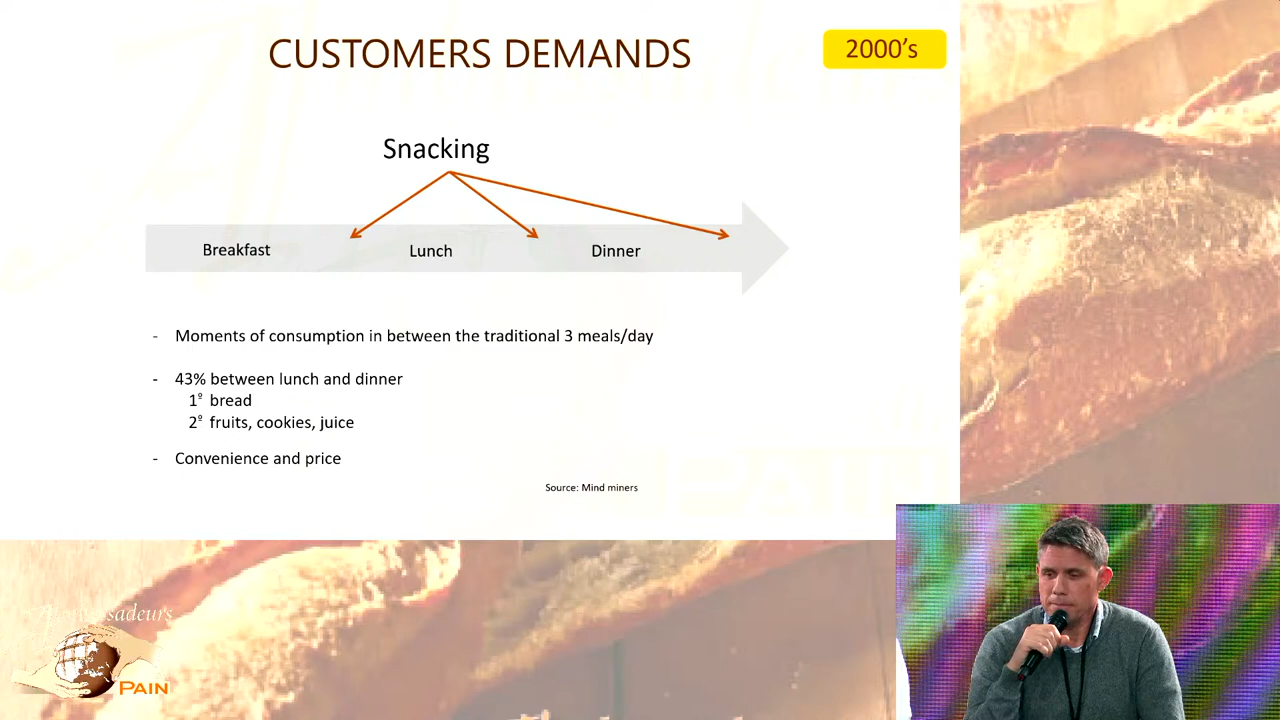 CUSTOMERS DEMANDS
2000's
Snacking
Breakfast
Lunch
Dinner
- Moments of consumption in between the traditional 3 meals/day
- 43% between lunch and dinner
1º bread
2º fruits, cookies, juice
- Convenience and price
Source: Mind miners
PAIN